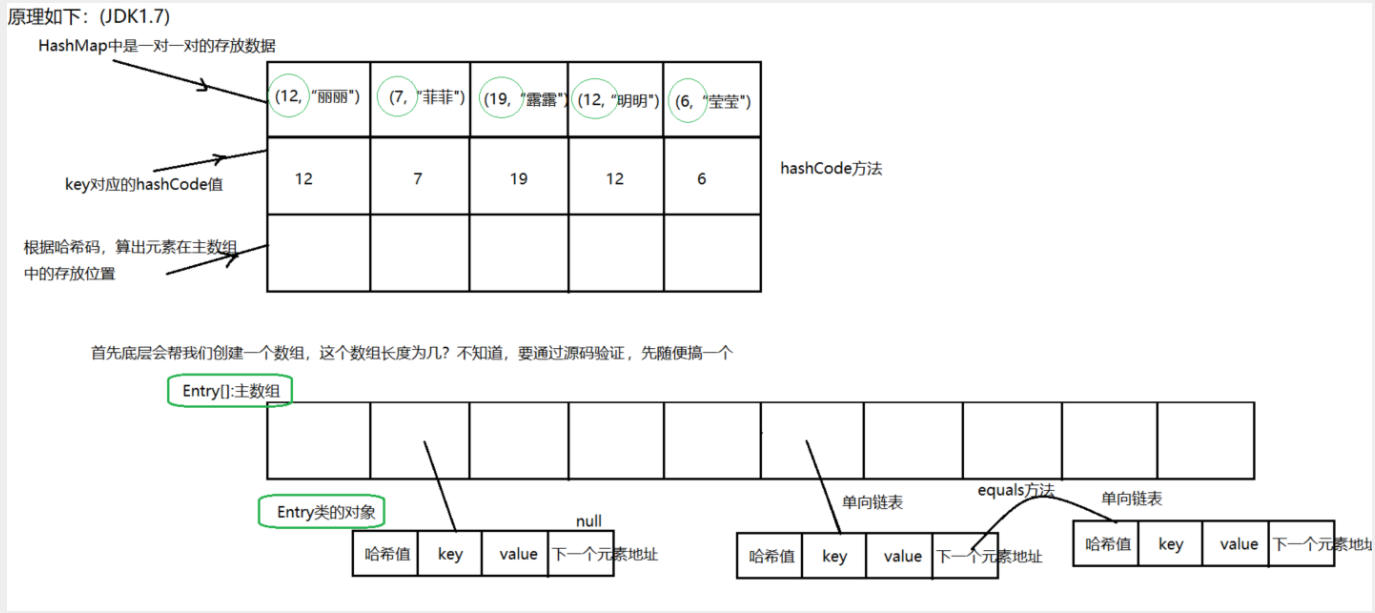 原理如下：(JDK1.7)
HashMap中是一对一对的存放数据
(12, “丽丽") (7, “菲菲") (19, “露露") (12, “明明") (6, “莹莹")
key对应的hashCode值
12 7 19 12 6
hashCode方法
根据哈希码，算出元素在主数组
中的存放位置
首先底层会帮我们创建一个数组，这个数组长度为几？不知道，要通过源码验证，先随便搞一个
Entry[]:主数组
Entry类的对象
null
单向链表
equals方法
单向链表
哈希值 key value 下一个元素地址
哈希值 key value 下一个元素地址
哈希值 key value 下一个元素地址